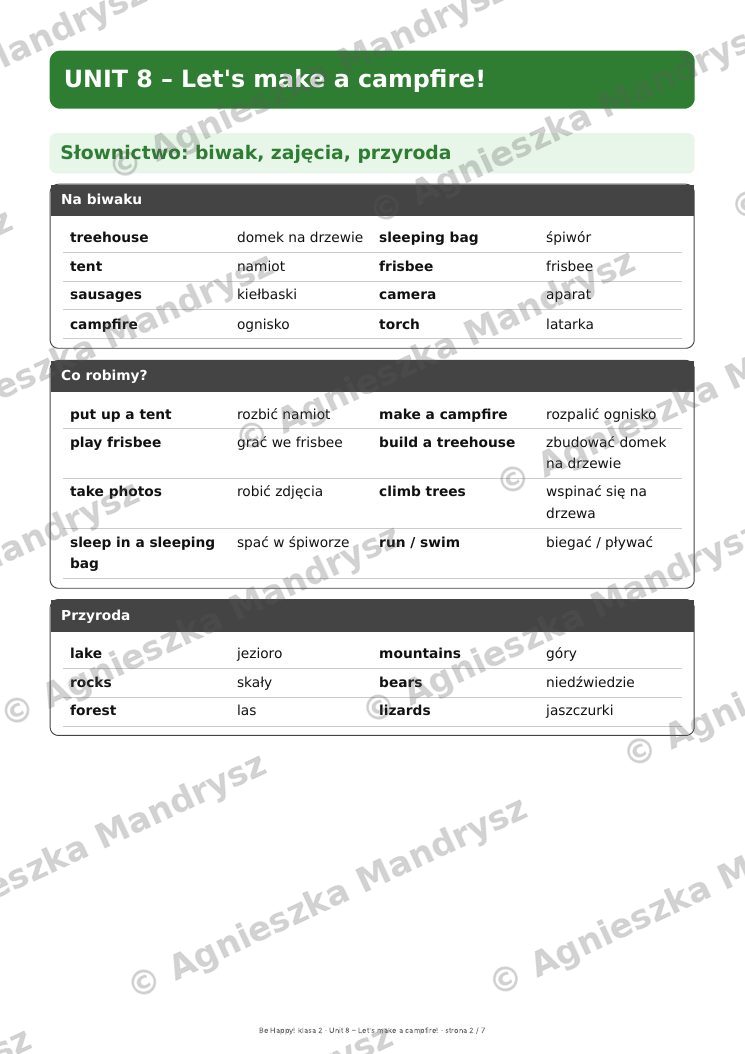 UNIT 8 – Let's make a campfire!
Słownictwo: biwak, zajęcia, przyroda
Na biwaku
treehouse domek na drzewie sleeping bag śpiwór
tent namiot frisbee frisbee
sausages kiełbaski camera aparat
campfire ognisko torch latarka
Co robimy?
put up a tent rozbić namiot make a campfire rozpalić ognisko
play frisbee grać we frisbee build a treehouse zbudować domek
na drzewie
take photos robić zdjęcia climb trees wspinać się na
drzewa
sleep in a sleeping spać w śpiworze run / swim biegać / pływać
bag
Przyroda
lake jezioro mountains góry
rocks skały bears niedźwiedzie
forest las lizards jaszczurki
© Agnieszka Mandrysz
Be Happy! klasa 2 - Unit 8 – Let's make a campfire! - strona 2 / 7